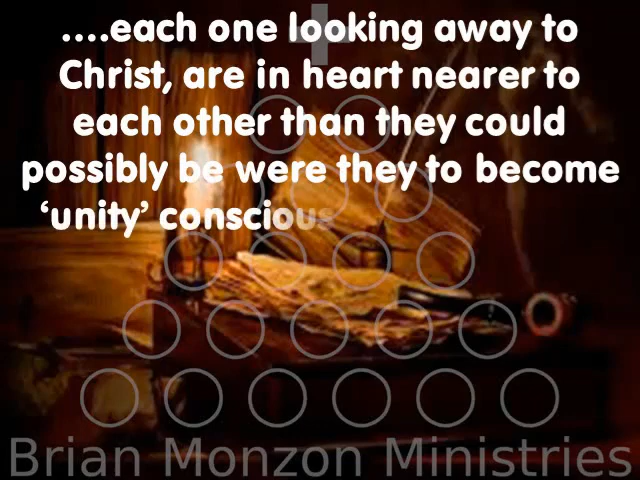 ....each one looking away to
Christ, are in heart nearer to
each other than they could
possibly be were they to become
‘unity’ conscious
Brian Monzon Ministries